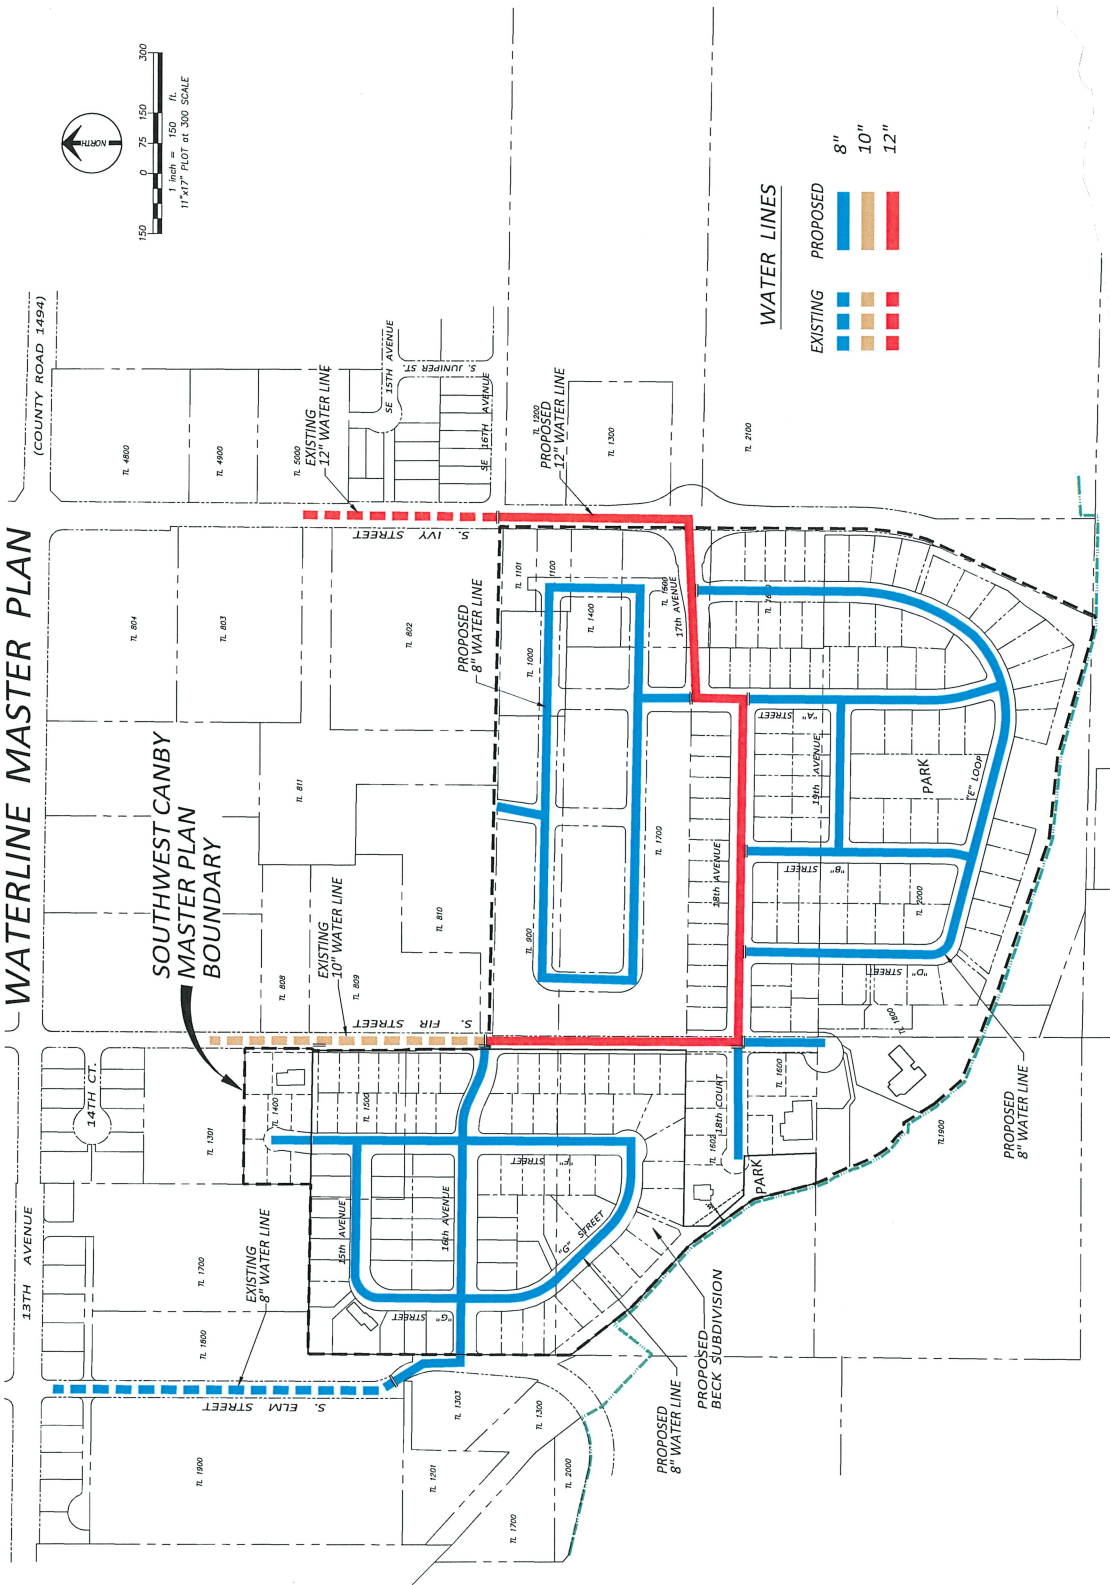 WATERLINE MASTER PLAN
NORTH
150 0 75 150 300
1 inch = 150 ft.
11"x17" PLOT at 300 SCALE
(COUNTY ROAD 1494)
13TH AVENUE
14TH CT.
SOUTHWEST CANBY
MASTER PLAN
BOUNDARY
TL 4800
TL 4900
TL 5000
EXISTING
12" WATER LINE
SE 15TH AVENUE
S. JUNIPER ST.
SE 16TH AVENUE
TL 1200
PROPOSED
12" WATER LINE
TL 1300
TL 2100
S. IVY STREET
TL 804
TL 803
TL 802
TL 811
TL 810
TL 808
TL 809
EXISTING
10" WATER LINE
S. FIR STREET
TL 1301
TL 1400
TL 1500
TL 1700
TL 1800
EXISTING
8" WATER LINE
S. ELM STREET
TL 1900
TL 1201
TL 1303
TL 1300
TL 2000
TL 1700
PROPOSED
8" WATER LINE
TL 1101
1100
TL 1000
TL 1400
TL 1500
17th AVENUE
TL 900
TL 1700
18th AVENUE
"A" STREET
19th AVENUE
PARK
"E" LOOP
"B" STREET
TL 2000
"D" STREET
TL 1800
PROPOSED
8" WATER LINE
15th AVENUE
16th AVENUE
"F" STREET
"G" STREET
"G" STREET
18th COURT
TL 1602
TL 1600
PARK
TL1900
PROPOSED
BECK SUBDIVISION
PROPOSED
8" WATER LINE
WATER LINES
EXISTING PROPOSED
8"
10"
12"